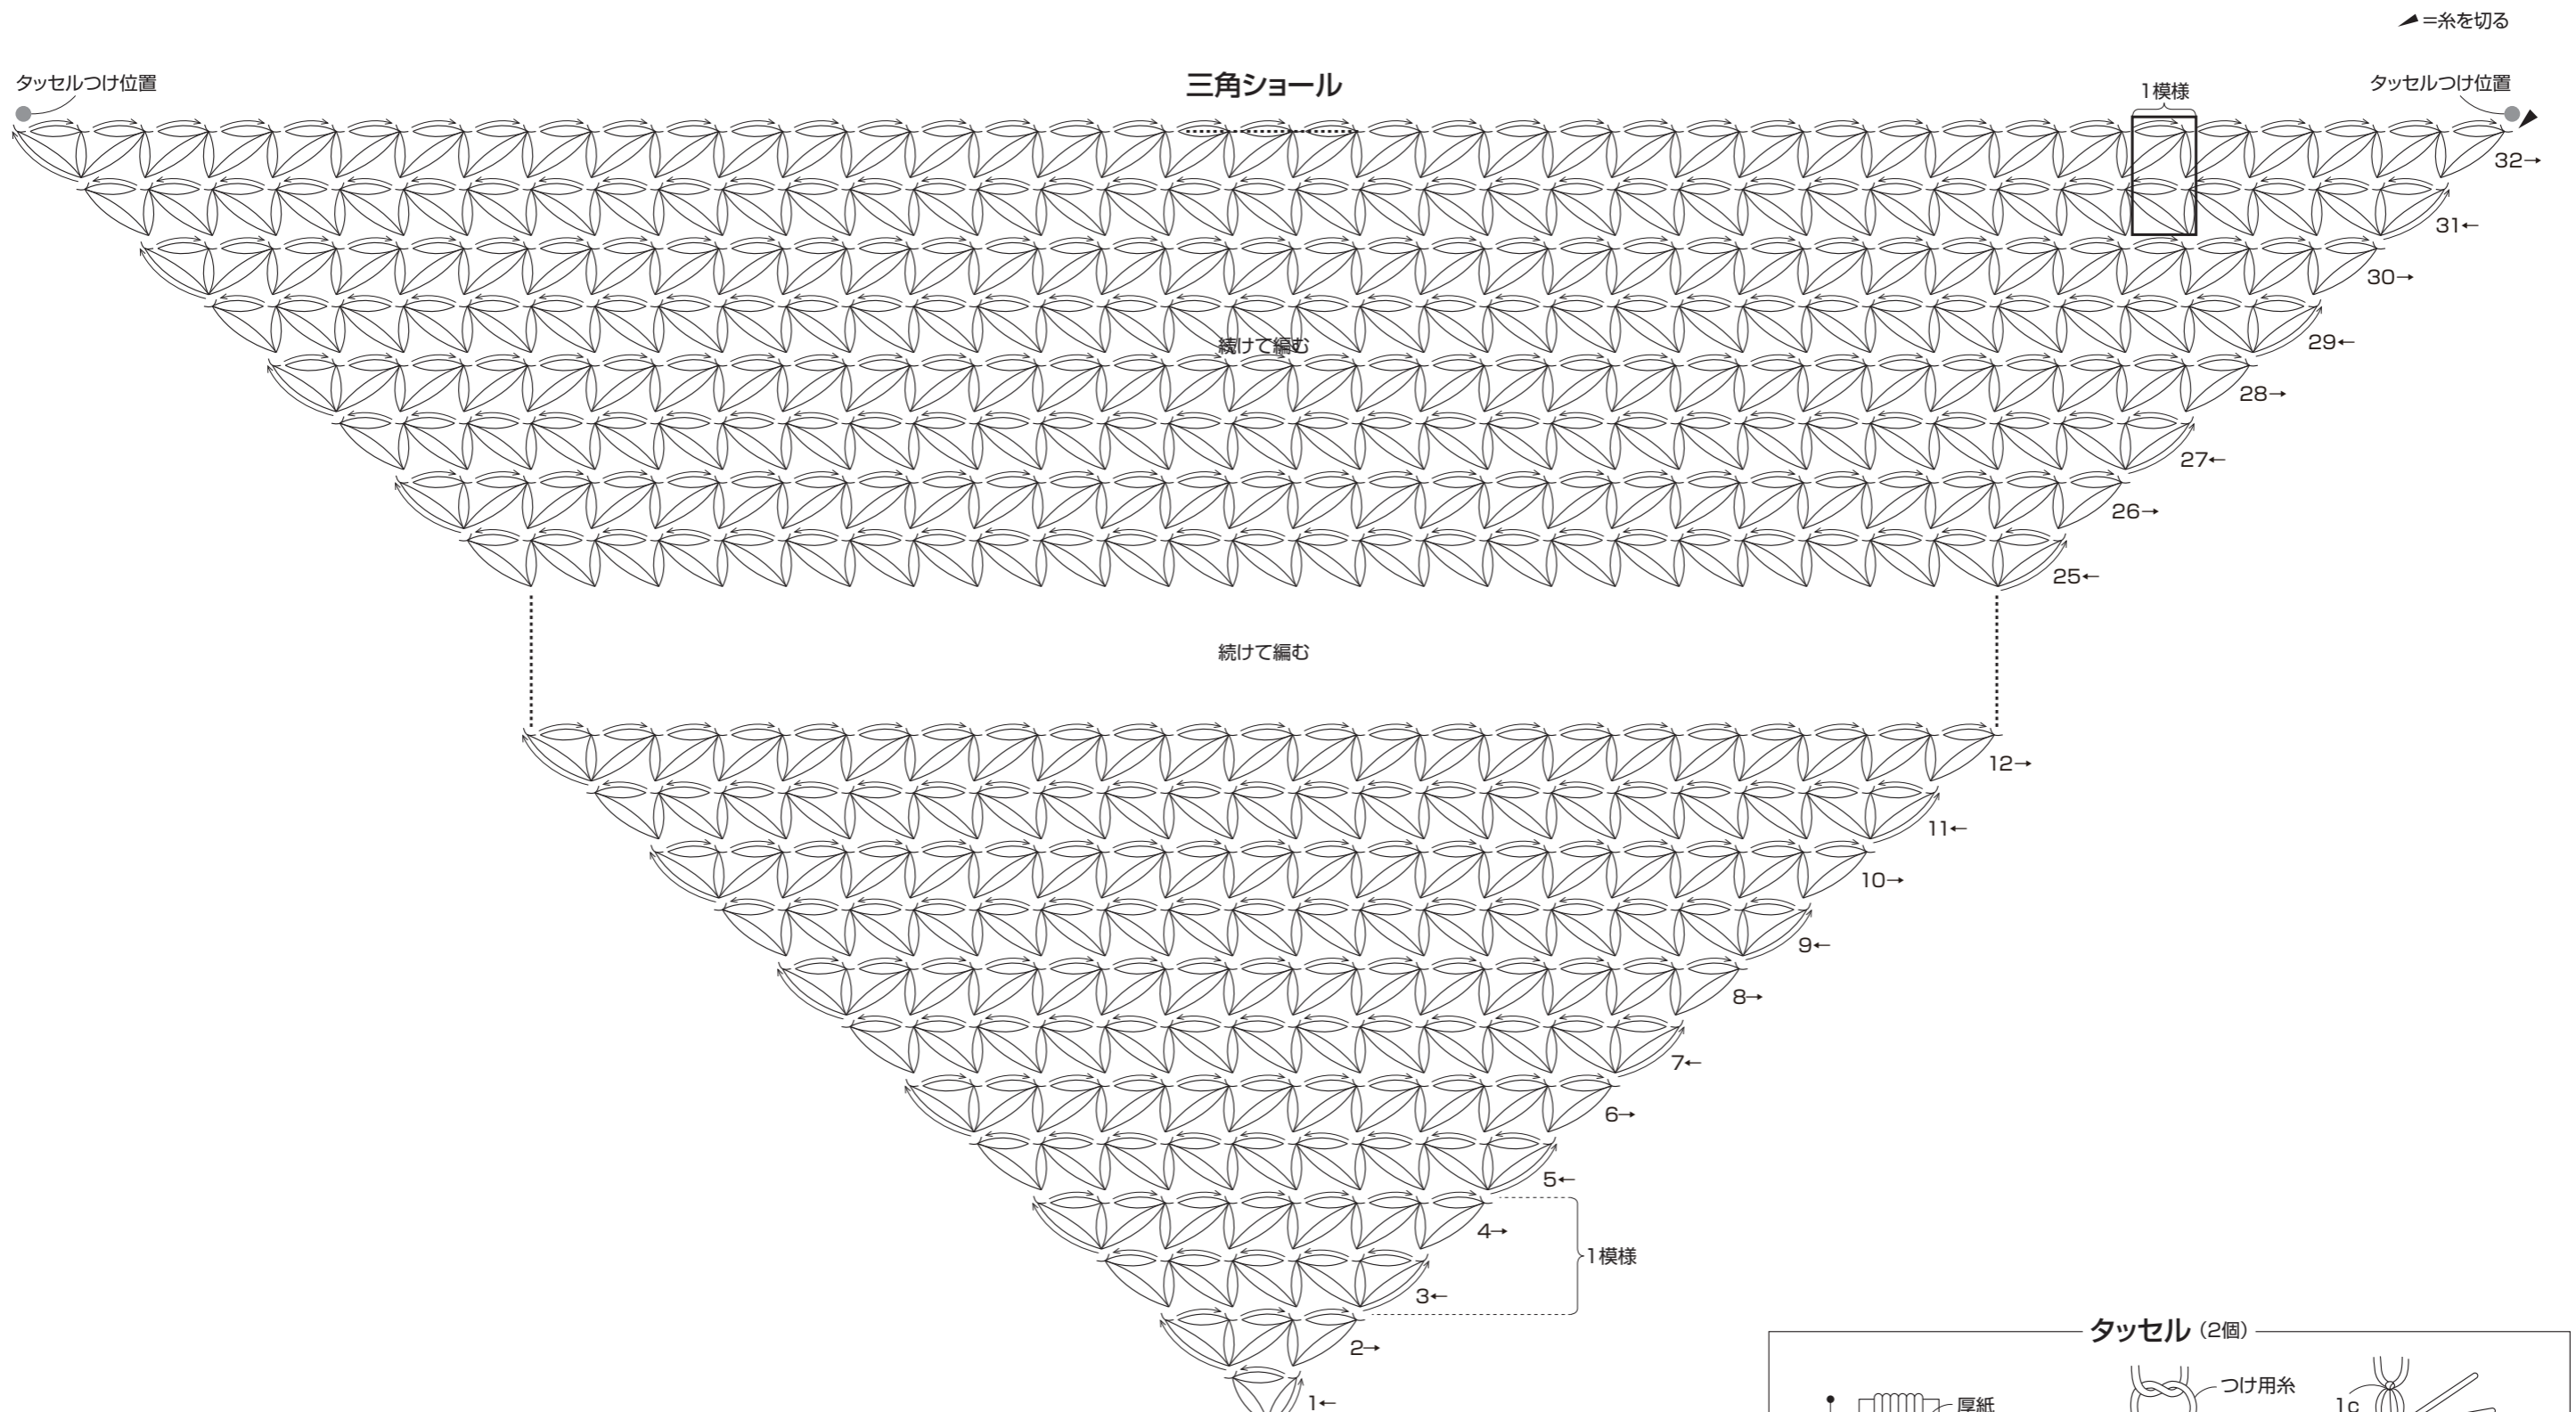 =糸を切る
三角ショール
タッセルつけ位置
タッセルつけ位置
1模様
32→
31←
30→
29←
続けて編む
28→
27←
26→
25←
続けて編む
12→
11←
10→
9←
8→
7←
6→
5←
4→
1模様
3←
2→
1←
タッセル（2個）
つけ用糸
厚紙
1c